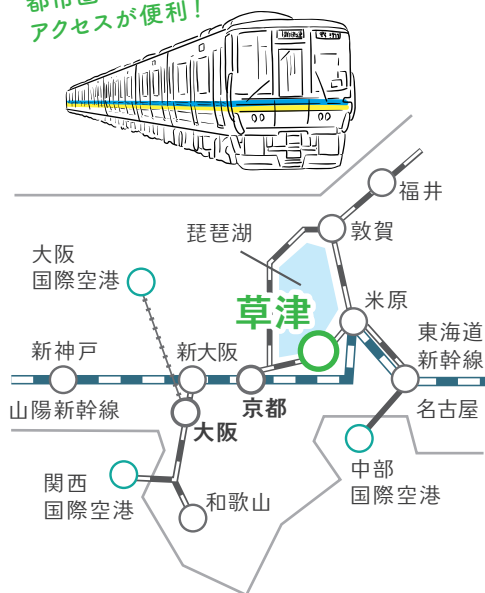 アクセスが便利！
福井
敦賀
琵琶湖
大阪
国際空港
草津
米原
東海道
新幹線
新神戸
新大阪
山陽新幹線
京都
名古屋
大阪
関西
国際空港
和歌山
中部
国際空港